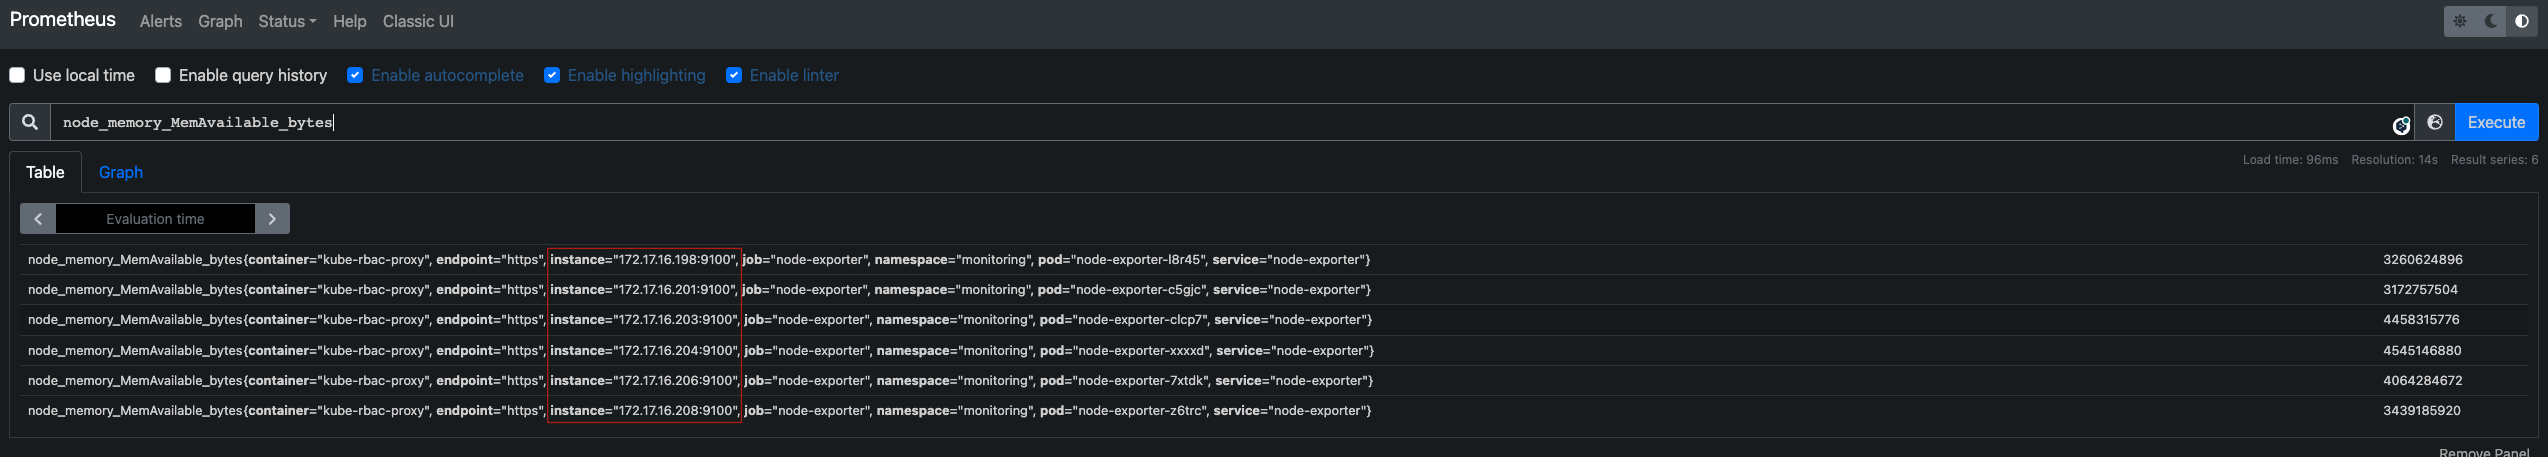 Prometheus Alerts Graph Status Help Classic UI
Use local time Enable query history Enable autocomplete Enable highlighting Enable linter
node_memory_MemAvailable_bytes Execute
Table Graph Load time: 96ms Resolution: 14s Result series: 6
Evaluation time
node_memory_MemAvailable_bytes{container="kube-rbac-proxy", endpoint="https", instance="172.17.16.198:9100", job="node-exporter", namespace="monitoring", pod="node-exporter-l8r45", service="node-exporter"} 3260624896
node_memory_MemAvailable_bytes{container="kube-rbac-proxy", endpoint="https", instance="172.17.16.201:9100", job="node-exporter", namespace="monitoring", pod="node-exporter-c5gjc", service="node-exporter"} 3172757504
node_memory_MemAvailable_bytes{container="kube-rbac-proxy", endpoint="https", instance="172.17.16.203:9100", job="node-exporter", namespace="monitoring", pod="node-exporter-clcp7", service="node-exporter"} 4458315776
node_memory_MemAvailable_bytes{container="kube-rbac-proxy", endpoint="https", instance="172.17.16.204:9100", job="node-exporter", namespace="monitoring", pod="node-exporter-xxxxd", service="node-exporter"} 4545146880
node_memory_MemAvailable_bytes{container="kube-rbac-proxy", endpoint="https", instance="172.17.16.206:9100", job="node-exporter", namespace="monitoring", pod="node-exporter-7xtdk", service="node-exporter"} 4064284672
node_memory_MemAvailable_bytes{container="kube-rbac-proxy", endpoint="https", instance="172.17.16.208:9100", job="node-exporter", namespace="monitoring", pod="node-exporter-z6trc", service="node-exporter"} 3439185920
Remove Panel